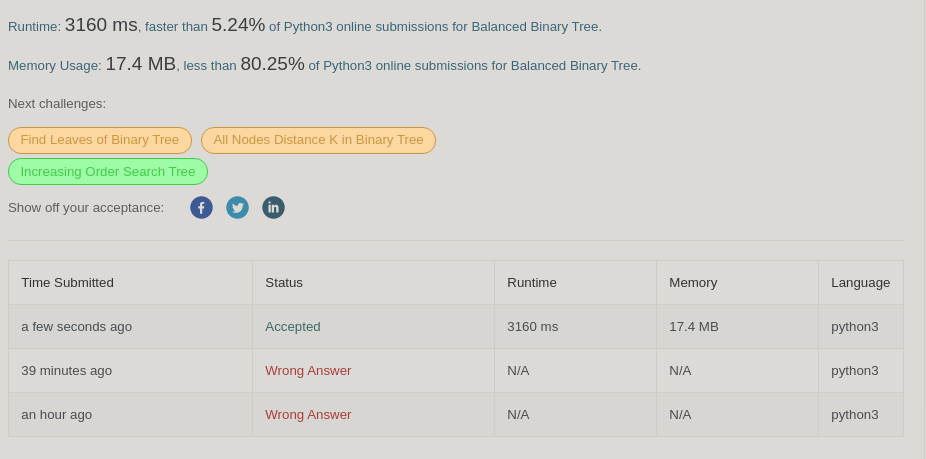 Runtime: 3160 ms, faster than 5.24% of Python3 online submissions for Balanced Binary Tree.
Memory Usage: 17.4 MB, less than 80.25% of Python3 online submissions for Balanced Binary Tree.
Next challenges:
Find Leaves of Binary Tree All Nodes Distance K in Binary Tree
Increasing Order Search Tree
Show off your acceptance:
Time Submitted Status Runtime Memory Language
a few seconds ago Accepted 3160 ms 17.4 MB python3
39 minutes ago Wrong Answer N/A N/A python3
an hour ago Wrong Answer N/A N/A python3